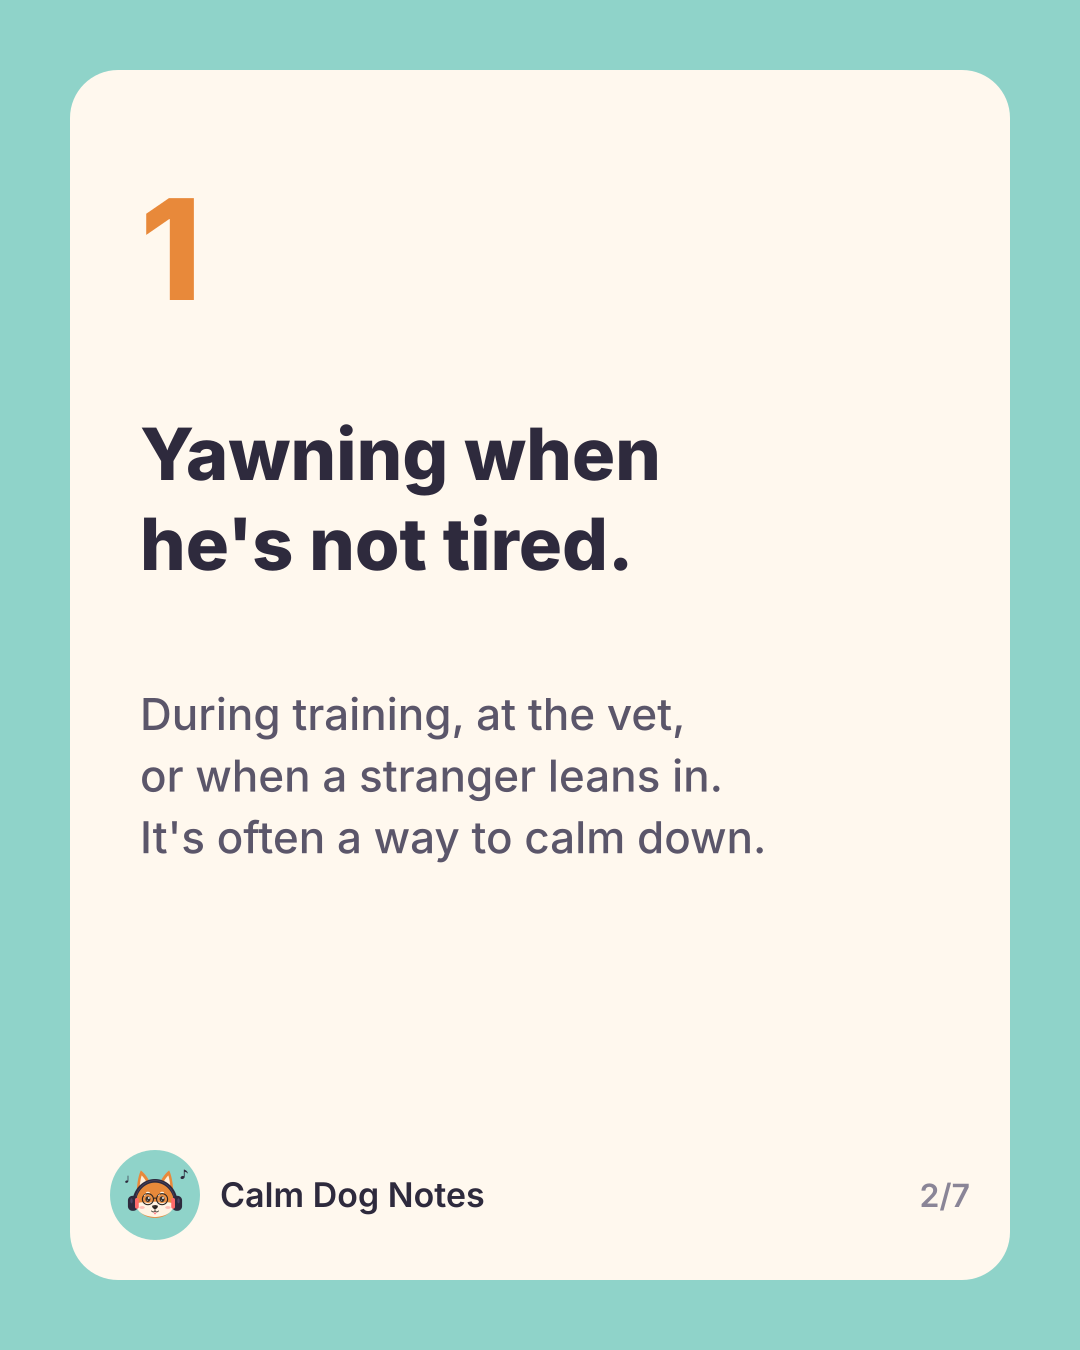 1
Yawning when
he's not tired.
During training, at the vet,
or when a stranger leans in.
It's often a way to calm down.
Calm Dog Notes
2/7